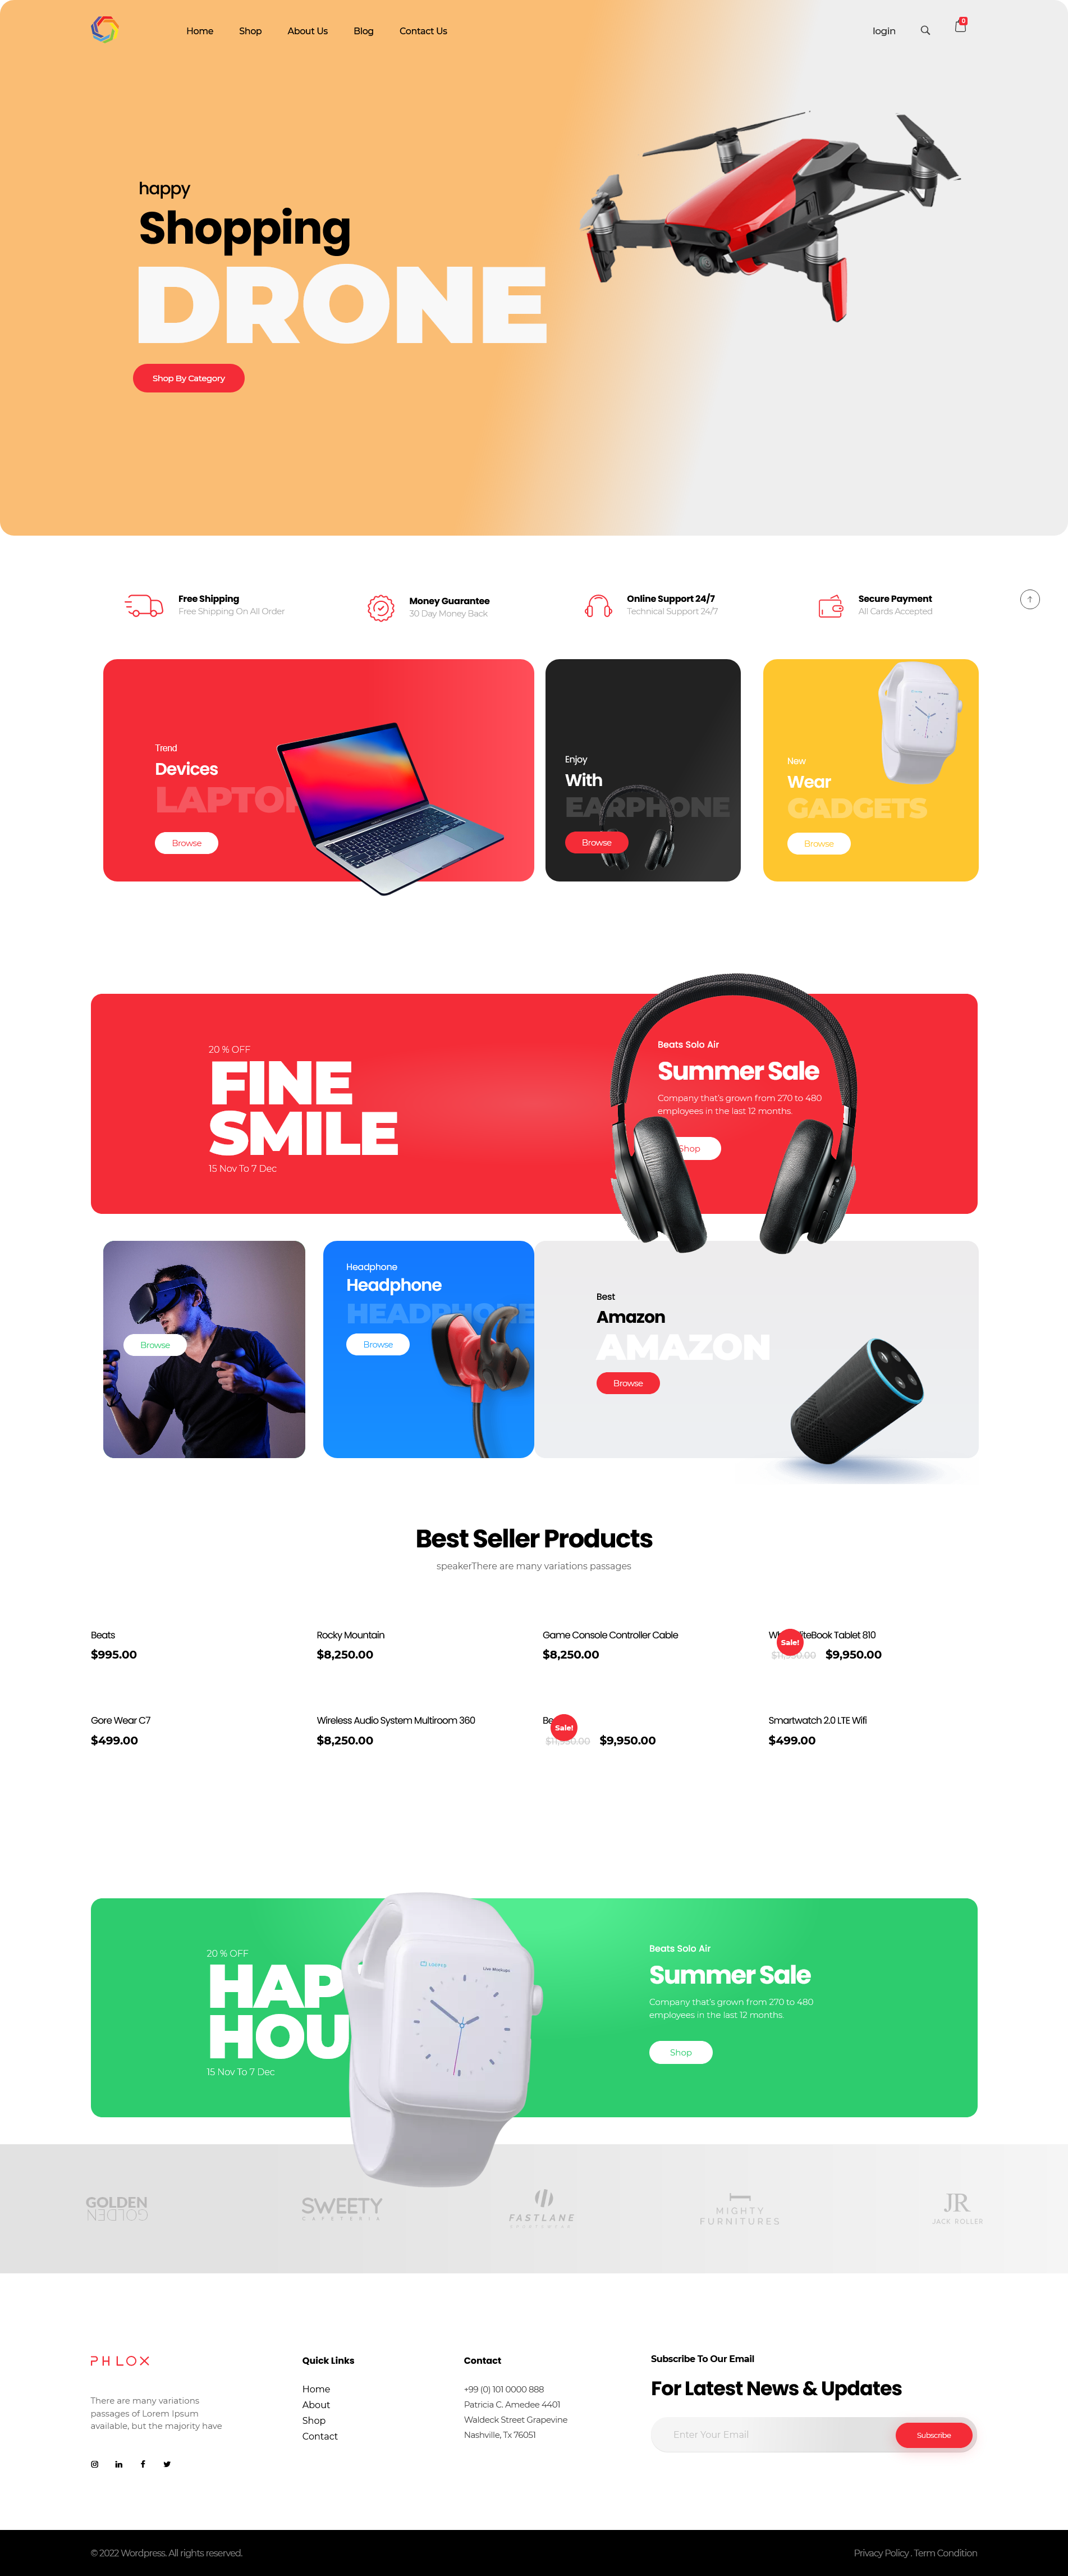 Home
Shop
About Us
Blog
Contact Us
login
0
happy
Shopping
DRONE
Shop By Category
Free Shipping
Free Shipping On All Order
Money Guarantee
30 Day Money Back
Online Support 24/7
Technical Support 24/7
Secure Payment
All Cards Accepted
Trend
Devices
Browse
Enjoy
With
EARPHONE
Browse
New
Wear
GADGETS
Browse
20 % OFF
FINE
SMILE
15 Nov To 7 Dec
Beats Solo Air
Summer Sale
Company that's grown from 270 to 480
employees in the last 12 months.
Shop
Browse
Headphone
Headphone
HEADPHONE
Browse
Best
Amazon
AMAZON
Browse
Best Seller Products
speakerThere are many variations passages
Beats
$995.00
Rocky Mountain
$8,250.00
Game Console Controller Cable
$8,250.00
Tablet 810
Sale!
$9,950.00
Gore Wear C7
$499.00
Wireless Audio System Multiroom 360
$8,250.00
Sale!
$9,950.00
Smartwatch 2.0 LTE Wifi
$499.00
20 % OFF
HAP
HOU
15 Nov To 7 Dec
Live Mockups
Beats Solo Air
Summer Sale
Company that's grown from 270 to 480
employees in the last 12 months.
Shop
GOLDEN
GOLDEN
SWEETY
CAFETERIA
FASTLANE
SPORTSWEAR
MIGHTY
FURNITURES
JR
JACK ROLLER
PHLOX
There are many variations
passages of Lorem Ipsum
available, but the majority have
Quick Links
Home
About
Shop
Contact
Contact
+99 (0) 101 0000 888
Patricia C. Amedee 4401
Waldeck Street Grapevine
Nashville, Tx 76051
Subscribe To Our Email
For Latest News & Updates
Enter Your Email
Subscribe
© 2022 Wordpress. All rights reserved.
Privacy Policy . Term Condition